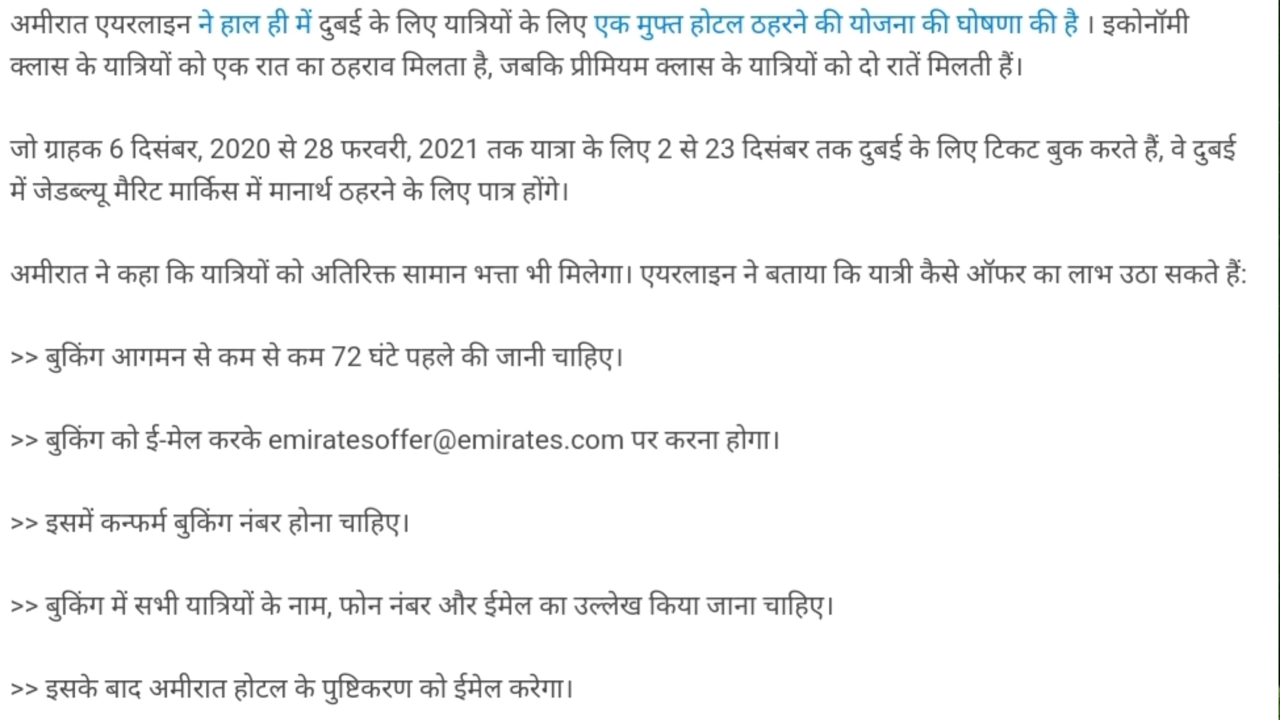 अमीरात एयरलाइन ने हाल ही में दुबई के लिए यात्रियों के लिए एक मुफ्त होटल ठहरने की योजना की घोषणा की है । इकोनॉमी
क्लास के यात्रियों को एक रात का ठहराव मिलता है, जबकि प्रीमियम क्लास के यात्रियों को दो रातें मिलती हैं।
जो ग्राहक 6 दिसंबर, 2020 से 28 फरवरी, 2021 तक यात्रा के लिए 2 से 23 दिसंबर तक दुबई के लिए टिकट बुक करते हैं, वे दुबई
में जेडब्ल्यू मैरिट मार्किस में मानार्थ ठहरने के लिए पात्र होंगे।
अमीरात ने कहा कि यात्रियों को अतिरिक्त सामान भत्ता भी मिलेगा। एयरलाइन ने बताया कि यात्री कैसे ऑफर का लाभ उठा सकते हैं:
>> बुकिंग आगमन से कम से कम 72 घंटे पहले की जानी चाहिए।
>> बुकिंग को ई-मेल करके emiratesoffer@emirates.com पर करना होगा।
>> इसमें कन्फर्म बुकिंग नंबर होना चाहिए।
>> बुकिंग में सभी यात्रियों के नाम, फोन नंबर और ईमेल का उल्लेख किया जाना चाहिए।
>> इसके बाद अमीरात होटल के पुष्टिकरण को ईमेल करेगा।